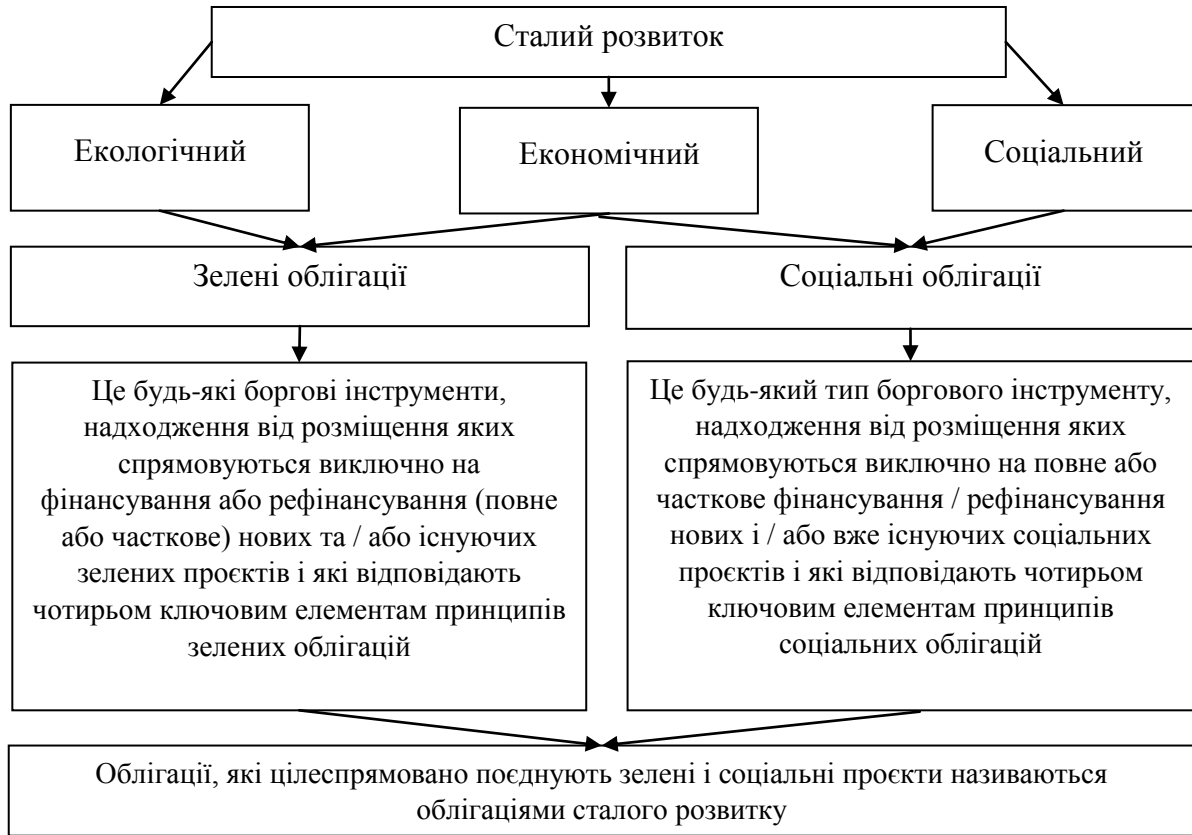 Сталий розвиток
Екологічний
Економічний
Соціальний
Зелені облігації
Соціальні облігації
Це будь-які боргові інструменти,
надходження від розміщення яких
спрямовуються виключно на
фінансування або рефінансування (повне
або часткове) нових та / або існуючих
зелених проєктів і які відповідають
чотирьом ключовим елементам принципів
зелених облігацій
Це будь-який тип боргового інструменту,
надходження від розміщення яких
спрямовуються виключно на повне або
часткове фінансування / рефінансування
нових і / або вже існуючих соціальних
проєктів і які відповідають чотирьом
ключовим елементам принципів
соціальних облігацій
Облігації, які цілеспрямовано поєднують зелені і соціальні проєкти називаються
облігаціями сталого розвитку